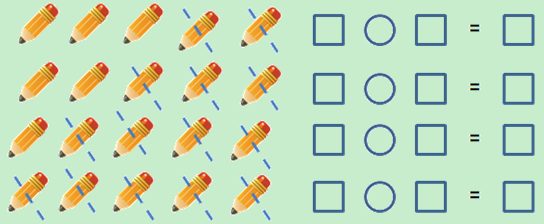 =
=
=
=